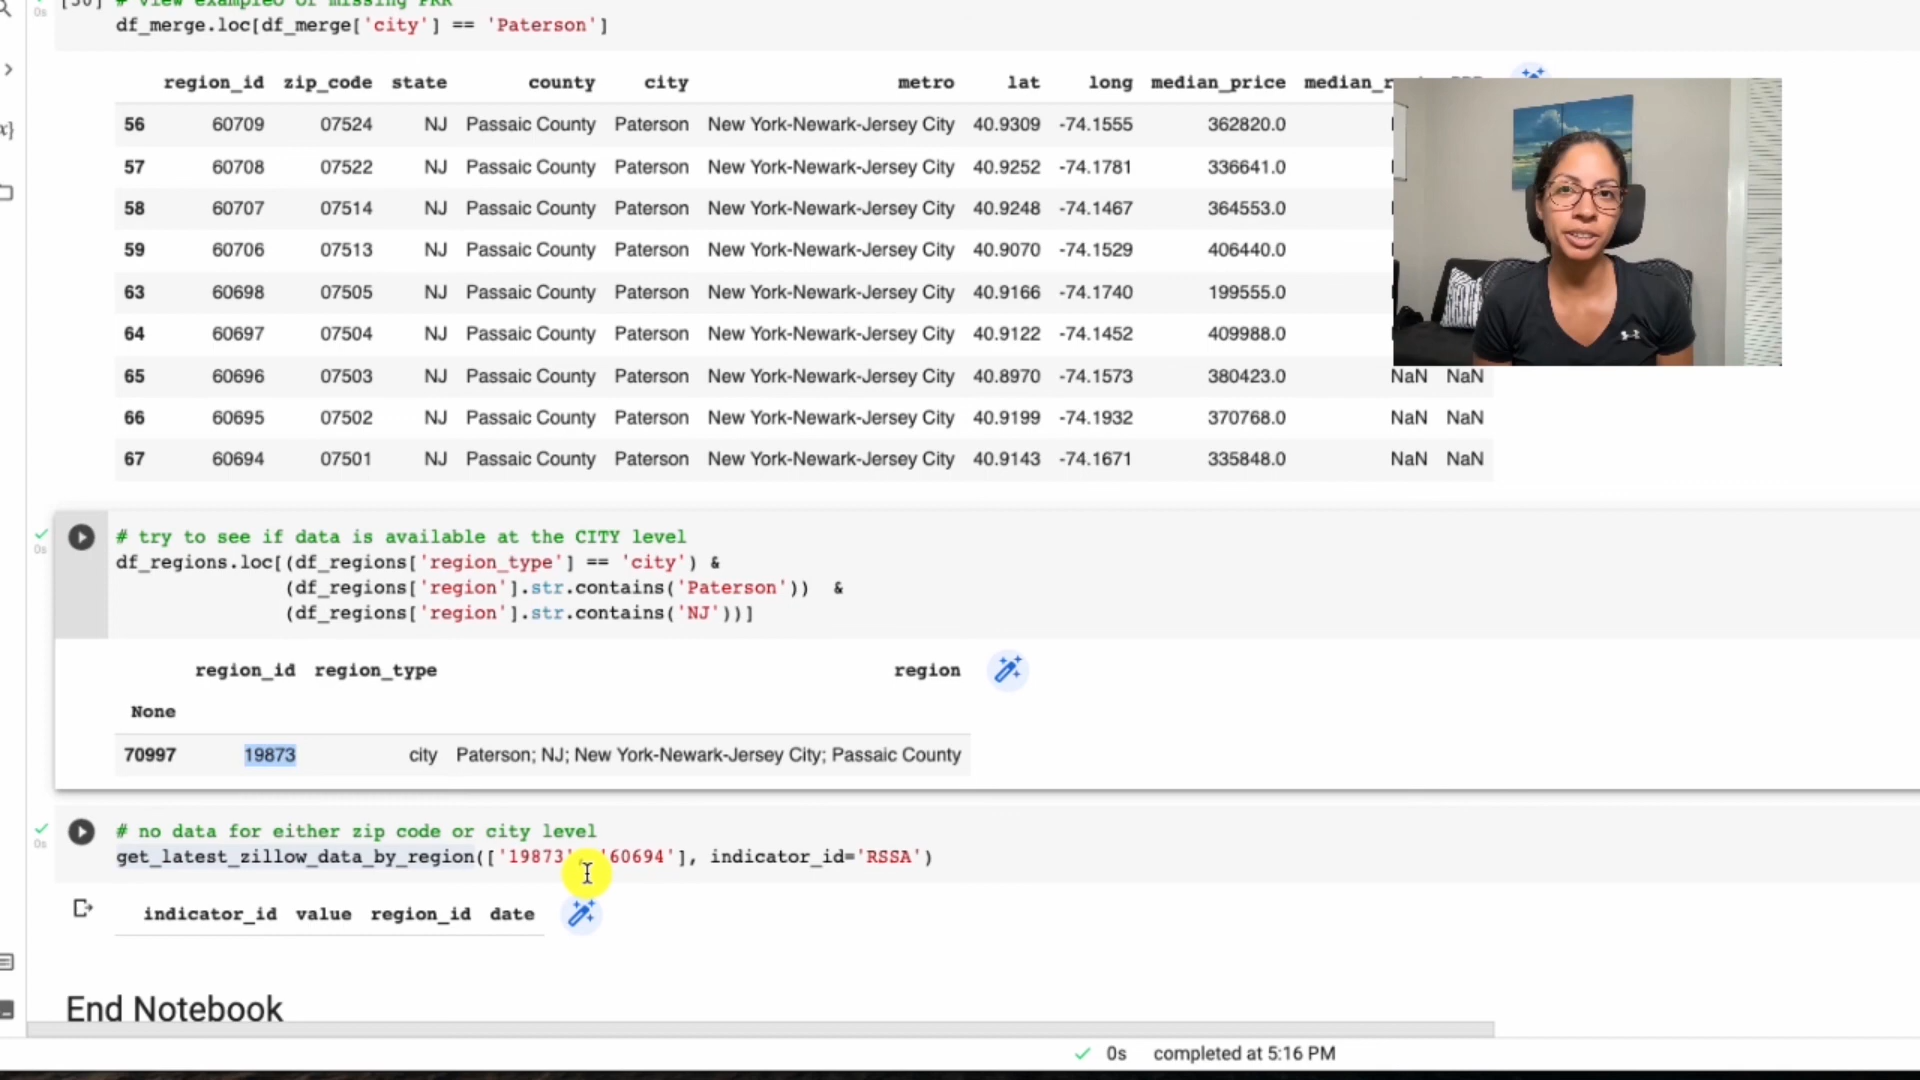 [50] # view exampleo of missing PRR
df_merge.loc[df_merge['city'] == 'Paterson']
region_id zip_code state county city metro lat long median_price median_r
56 60709 07524 NJ Passaic County Paterson New York-Newark-Jersey City 40.9309 -74.1555 362820.0
57 60708 07522 NJ Passaic County Paterson New York-Newark-Jersey City 40.9252 -74.1781 336641.0
58 60707 07514 NJ Passaic County Paterson New York-Newark-Jersey City 40.9248 -74.1467 364553.0
59 60706 07513 NJ Passaic County Paterson New York-Newark-Jersey City 40.9070 -74.1529 406440.0
63 60698 07505 NJ Passaic County Paterson New York-Newark-Jersey City 40.9166 -74.1740 199555.0
64 60697 07504 NJ Passaic County Paterson New York-Newark-Jersey City 40.9122 -74.1452 409988.0
65 60696 07503 NJ Passaic County Paterson New York-Newark-Jersey City 40.8970 -74.1573 380423.0 NaN NaN
66 60695 07502 NJ Passaic County Paterson New York-Newark-Jersey City 40.9199 -74.1932 370768.0 NaN NaN
67 60694 07501 NJ Passaic County Paterson New York-Newark-Jersey City 40.9143 -74.1671 335848.0 NaN NaN
0s
# try to see if data is available at the CITY level
df_regions.loc[(df_regions['region_type'] == 'city') &
(df_regions['region'].str.contains('Paterson')) &
(df_regions['region'].str.contains('NJ'))]
region_id region_type region
None
70997 19873 city Paterson; NJ; New York-Newark-Jersey City; Passaic County
0s
# no data for either zip code or city level
get_latest_zillow_data_by_region(['19873', '60694'], indicator_id='RSSA')
indicator_id value region_id date
End Notebook
0s completed at 5:16 PM